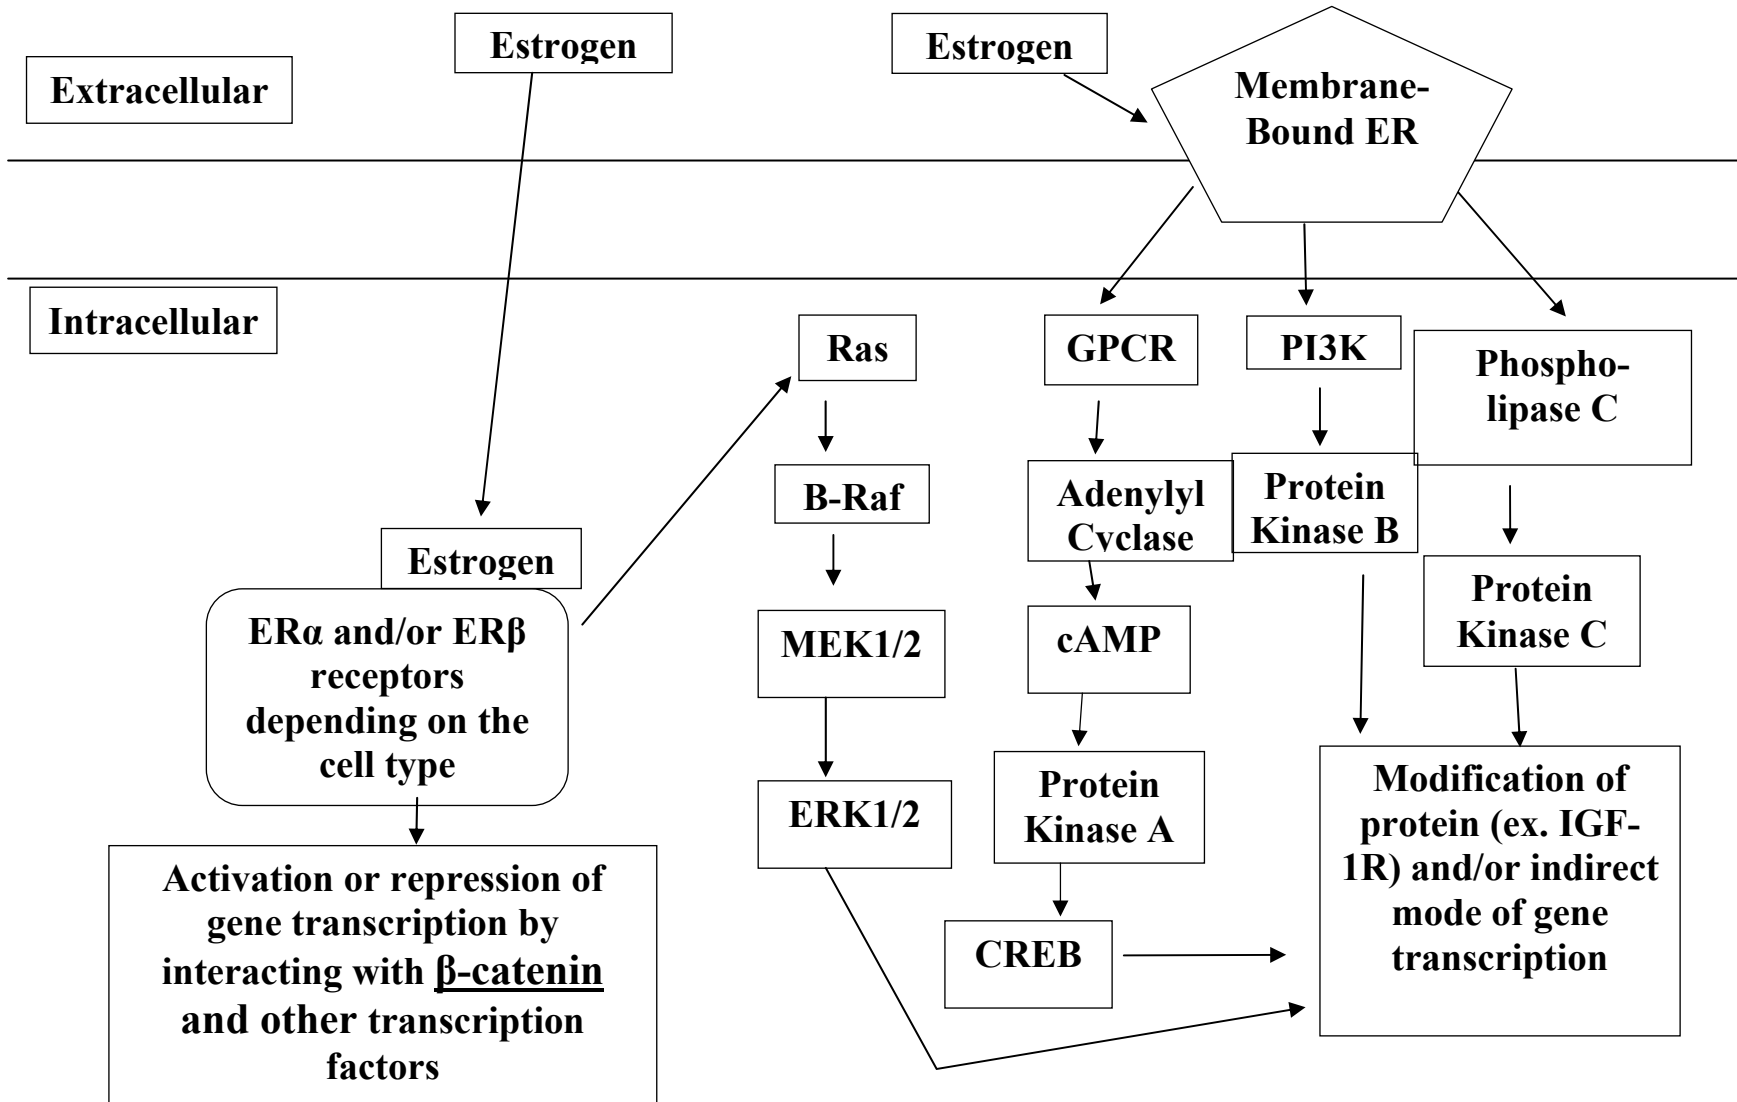 Estrogen
Estrogen
Extracellular
Membrane-
Bound ER
Intracellular
Ras
GPCR
PI3K
Phospho-
lipase C
B-Raf
Adenylyl
Cyclase
Protein
Kinase B
Estrogen
ERα and/or ERβ
receptors
depending on the
cell type
MEK1/2
cAMP
Protein
Kinase C
ERK1/2
Protein
Kinase A
Modification of
protein (ex. IGF-
1R) and/or indirect
mode of gene
transcription
Activation or repression of
gene transcription by
interacting with β-catenin
and other transcription
factors
CREB